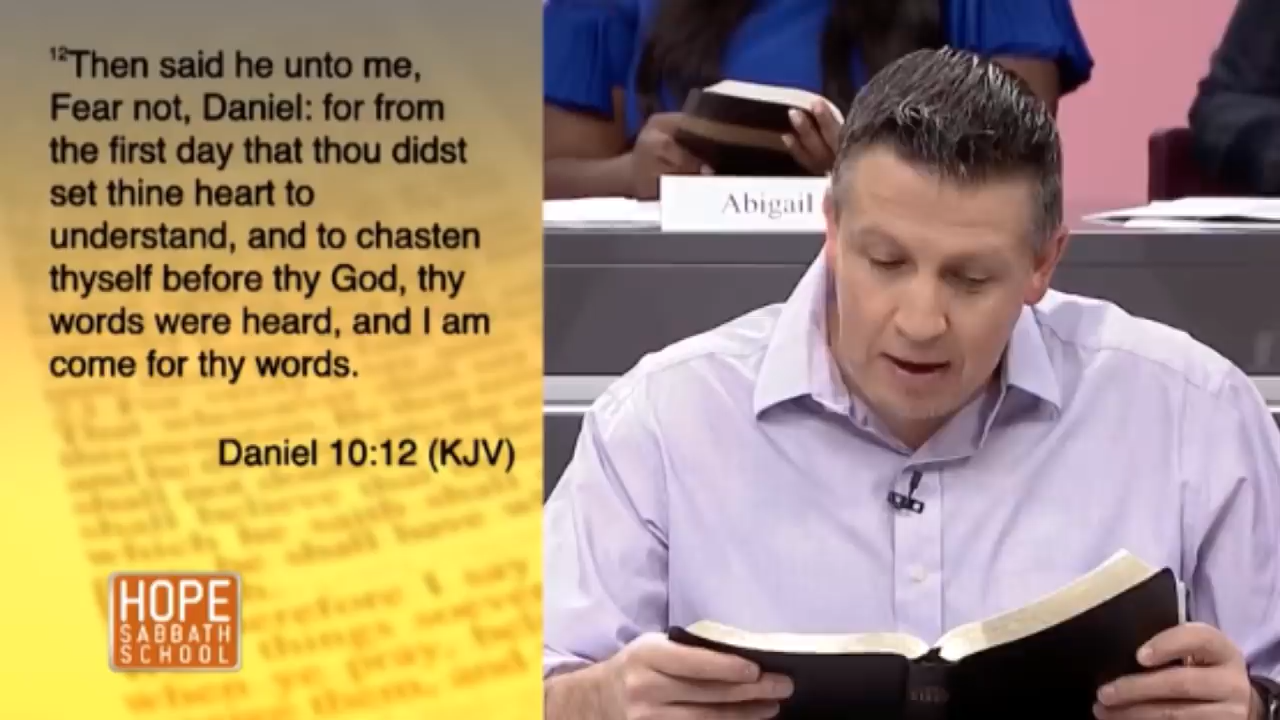 ¹²Then said he unto me,
Fear not, Daniel: for from
the first day that thou didst
set thine heart to
understand, and to chasten
thyself before thy God, thy
words were heard, and I am
come for thy words.
Daniel 10:12 (KJV)
HOPE
SABBATH
SCHOOL
Abigail